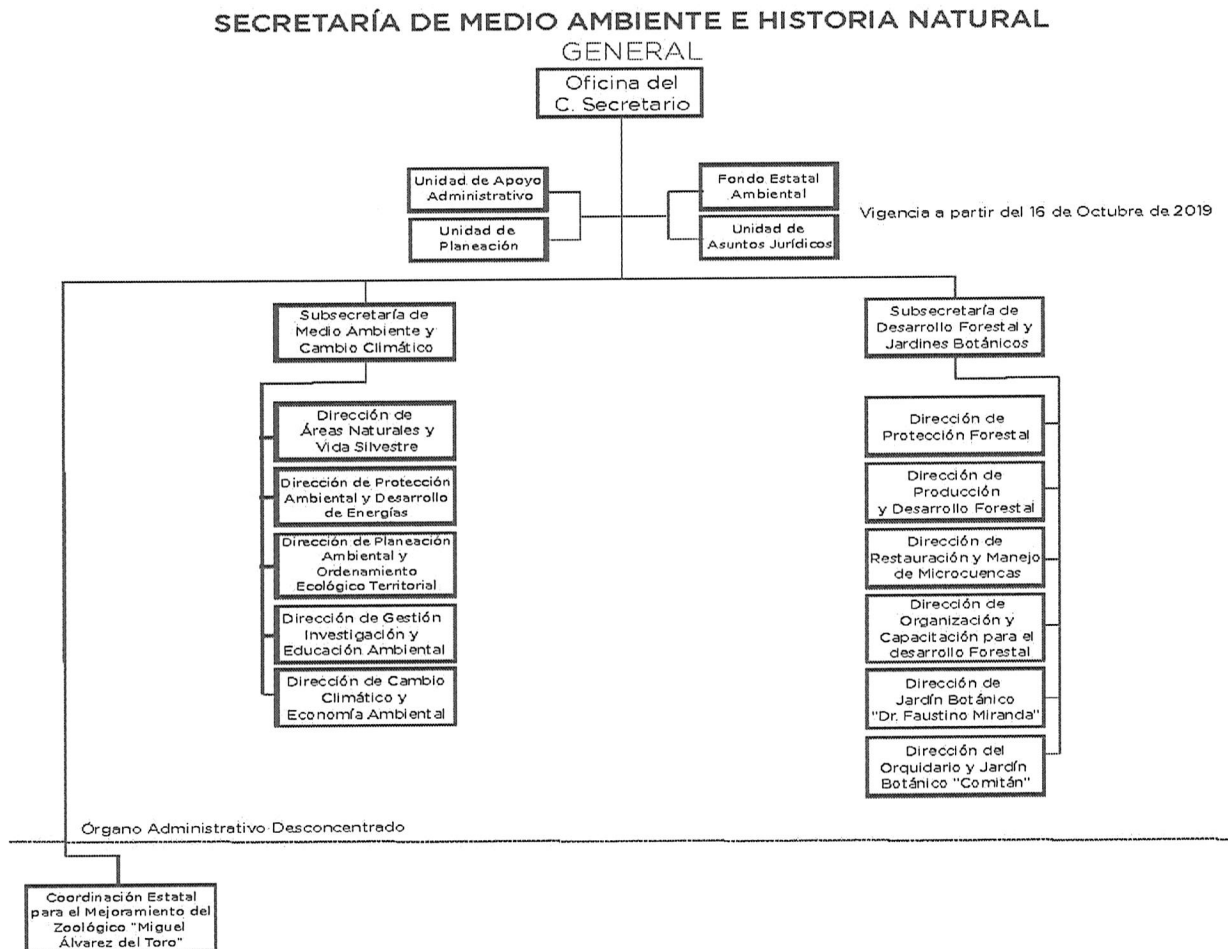 SECRETARÍA DE MEDIO AMBIENTE E HISTORIA NATURAL
GENERAL
Oficina del
C. Secretario
Unidad de Apoyo
Administrativo
Fondo Estatal
Ambiental
Unidad de
Planeación
Unidad de
Asuntos Jurídicos
Vigencia a partir del 16 de Octubre de 2019
Subsecretaría de
Medio Ambiente y
Cambio Climático
Dirección de
Áreas Naturales y
Vida Silvestre
Dirección de Protección
Ambiental y Desarrollo
de Energías
Dirección de Planeación
Ambiental y
Ordenamiento
Ecológico Territorial
Dirección de Gestión
Investigación y
Educación Ambiental
Dirección de Cambio
Climático y
Economía Ambiental
Subsecretaría de
Desarrollo Forestal y
Jardines Botánicos
Dirección de
Protección Forestal
Dirección de
Producción
y Desarrollo Forestal
Dirección de
Restauración y Manejo
de Microcuencas
Dirección de
Organización y
Capacitación para el
desarrollo Forestal
Dirección de
Jardín Botánico
"Dr. Faustino Miranda"
Dirección del
Orquidario y Jardín
Botánico "Comitán"
Órgano Administrativo Desconcentrado
Coordinación Estatal
para el Mejoramiento del
Zoológico "Miguel
Álvarez del Toro"